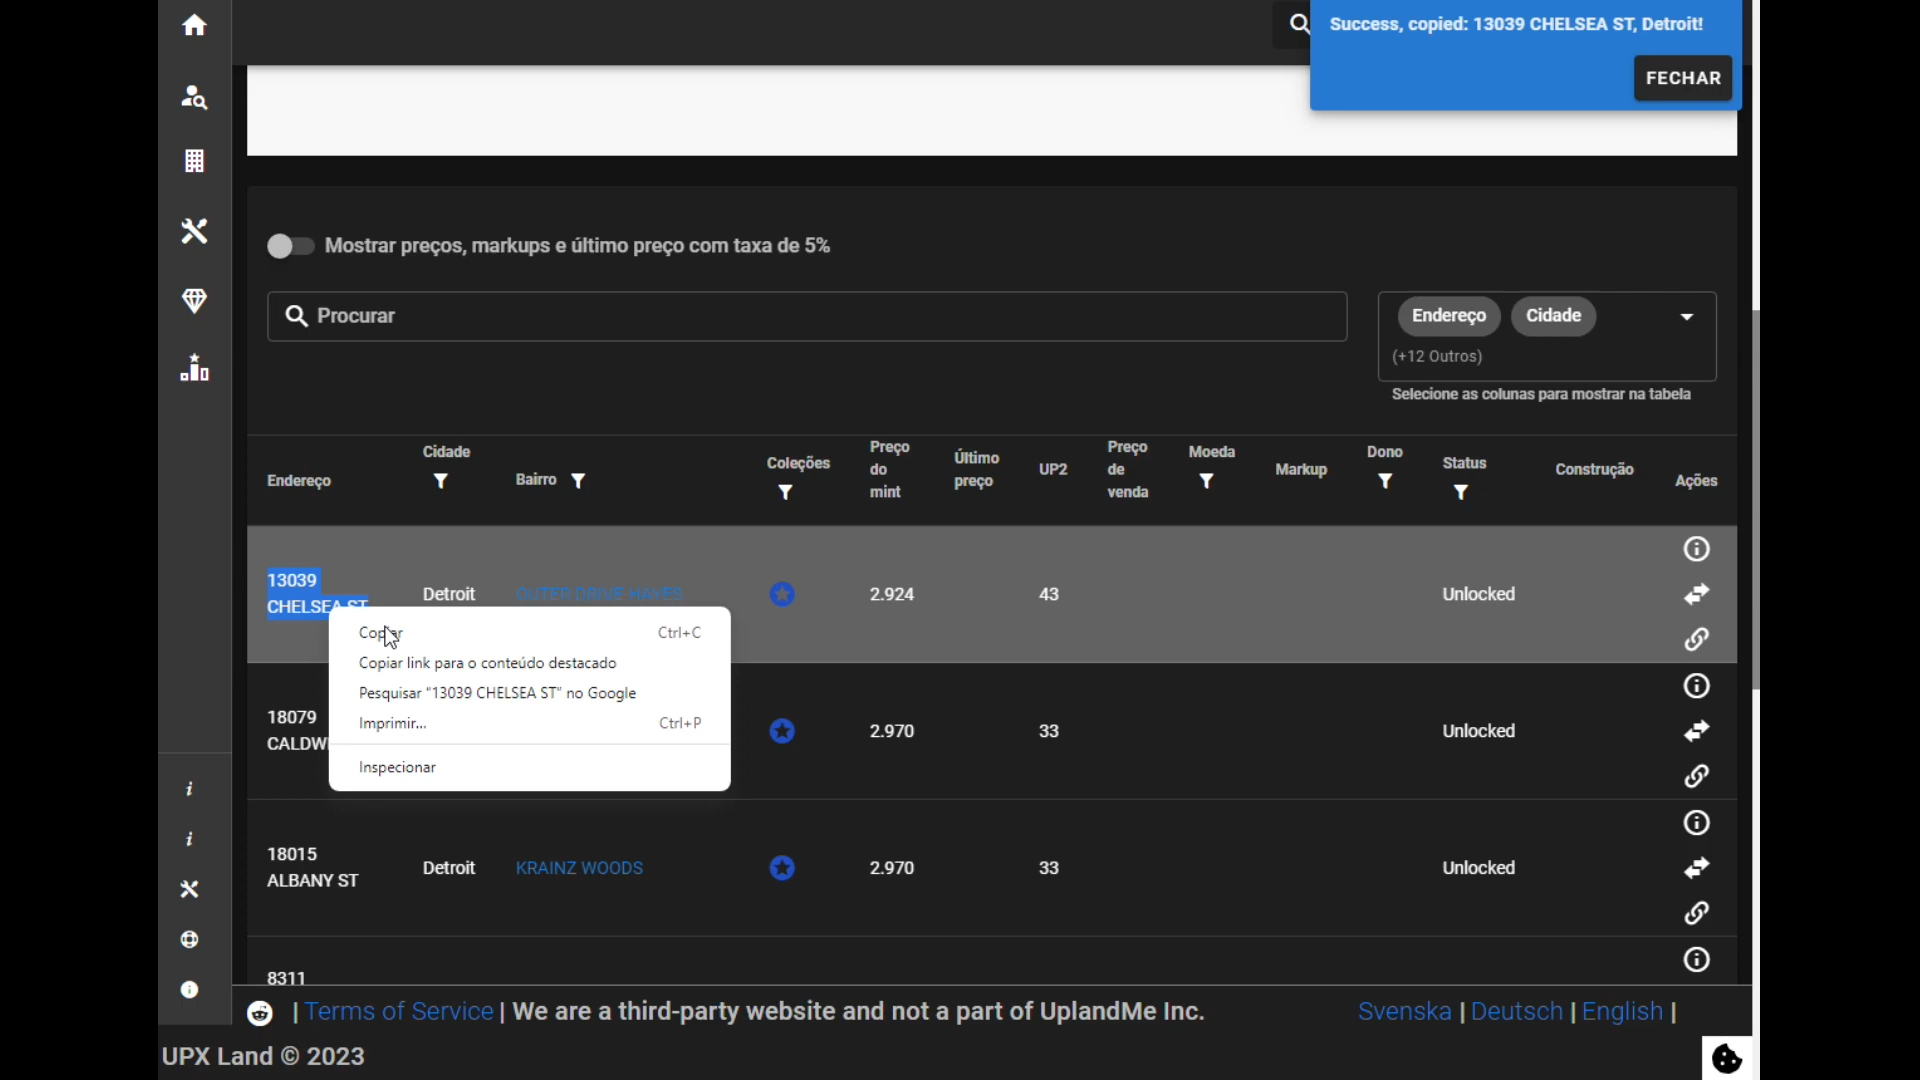 Success, copied: 13039 CHELSEA ST, Detroit!
FECHAR
Mostrar preços, markups e último preço com taxa de 5%
Procurar
Endereço Cidade
(+12 Outros)
Selecione as colunas para mostrar na tabela
Endereço Cidade Bairro Coleções Preço do mint Último preço UP2 Preço de venda Moeda Markup Dono Status Construção Ações
13039
CHELSEA ST
Detroit OUTER DRIVE HAYES 2.924 43 Unlocked
Copiar Ctrl+C
Copiar link para o conteúdo destacado
Pesquisar "13039 CHELSEA ST" no Google
Imprimir... Ctrl+P
Inspecionar
18079
2.970 33 Unlocked
18015
ALBANY ST
Detroit KRAINZ WOODS 2.970 33 Unlocked
8311
| Terms of Service | We are a third-party website and not a part of UplandMe Inc.
Svenska | Deutsch | English |
UPX Land © 2023